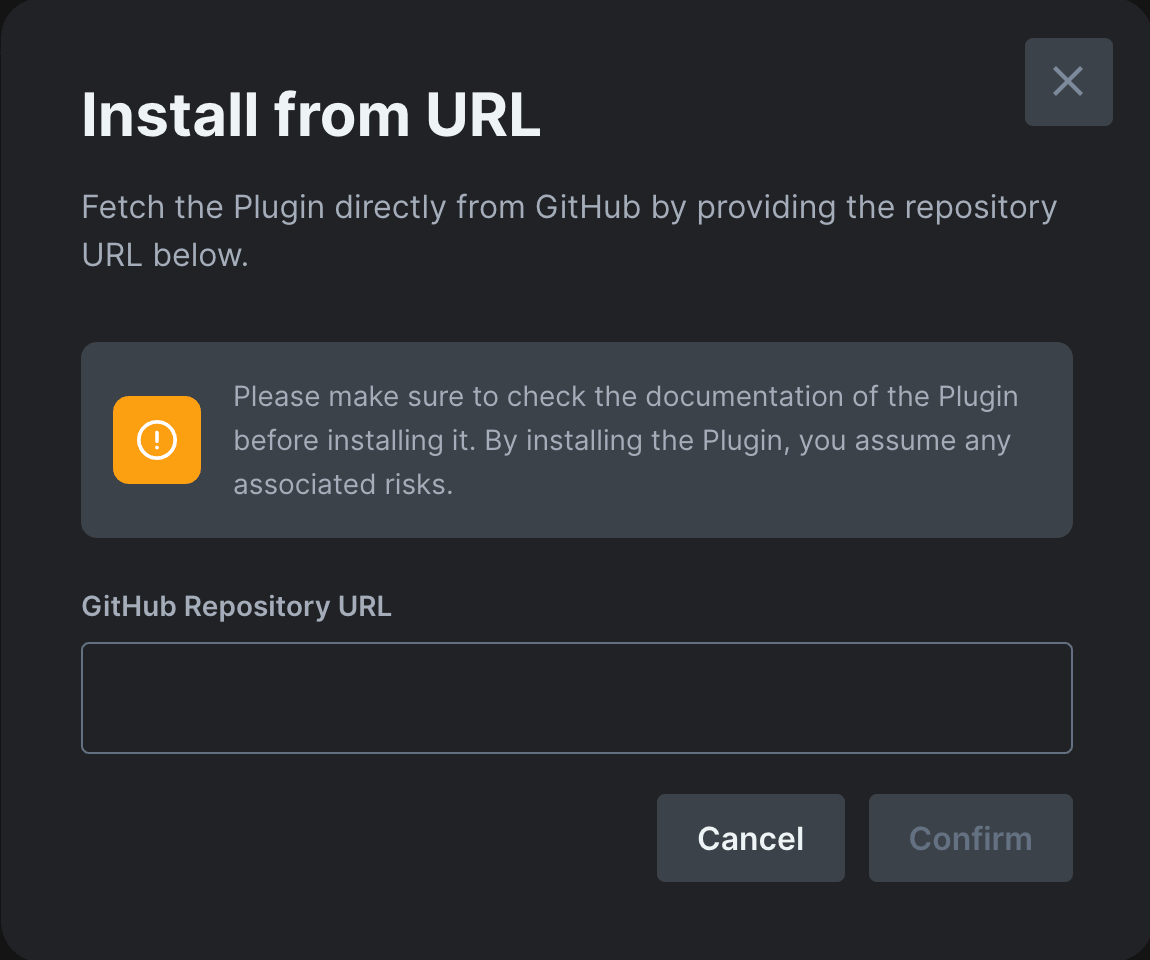 Install from URL
Fetch the Plugin directly from GitHub by providing the repository
URL below.
Please make sure to check the documentation of the Plugin
before installing it. By installing the Plugin, you assume any
associated risks.
GitHub Repository URL
Cancel
Confirm